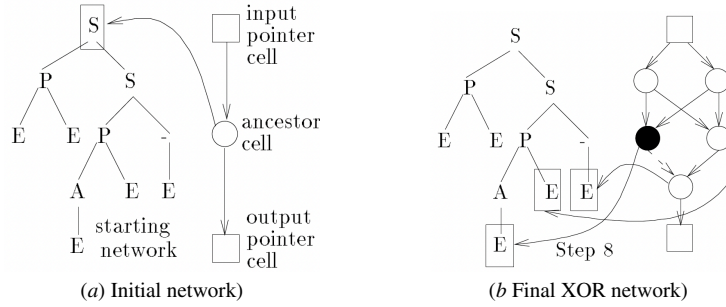 S
input
pointer
cell
P S
E E P -
ancestor
cell
A E E
E
starting
network
output
pointer
cell
(a) Initial network)
S
P S
E E P -
A E E
E
Step 8
(b Final XOR network)